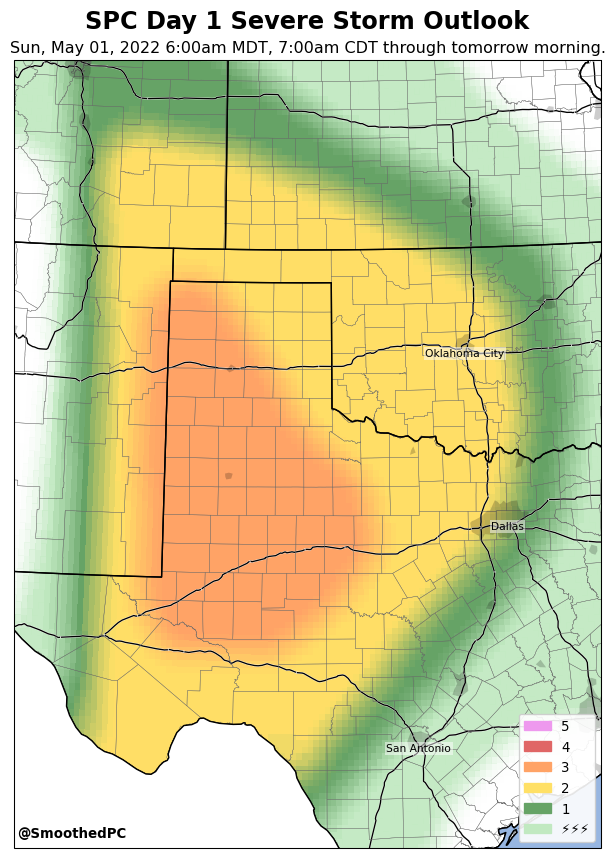 SPC Day 1 Severe Storm Outlook
Sun, May 01, 2022 6:00am MDT, 7:00am CDT through tomorrow morning.
Oklahoma City
Dallas
San Antonio
5
4
3
2
1
⚡⚡⚡
@SmoothedPC